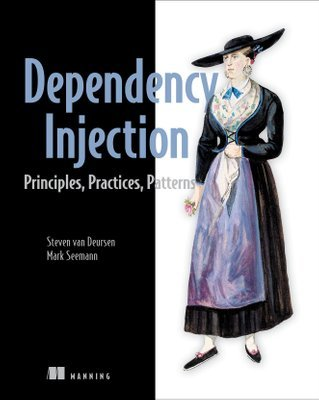 Dependency
Injection
Principles, Practices, Patterns
Steven van Deursen
Mark Seemann
MANNING